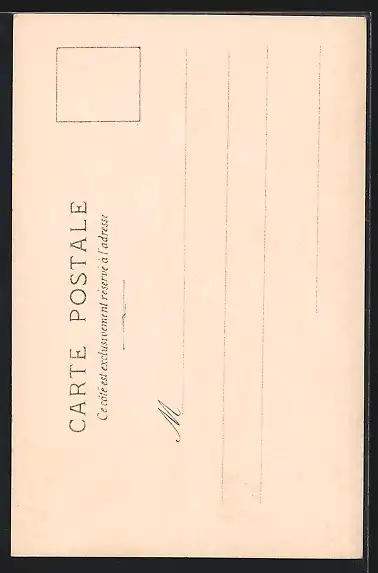 CARTE POSTALE
Ce côté est exclusivement réservé à l'adresse
M